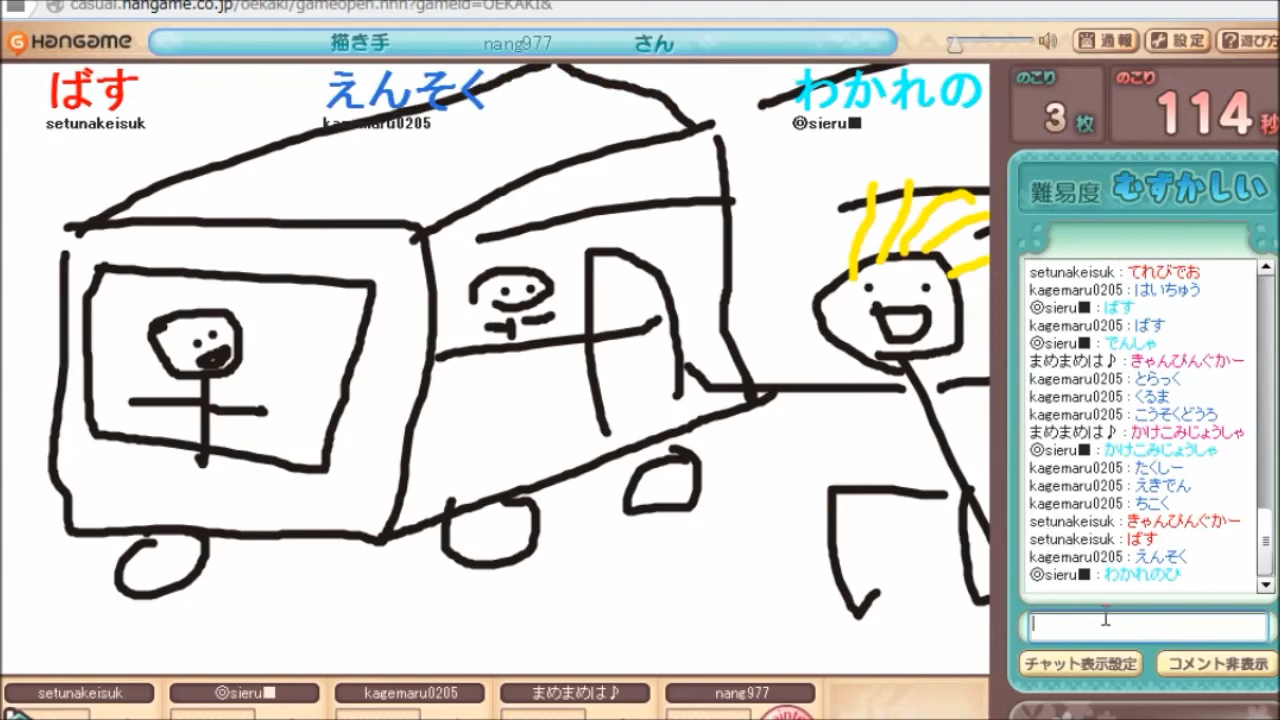 casual.hangame.co.jp/oekaki/gameopen.nhn?gameid=OEKAKI&
HANGAME
描き手 nang977 さん
通報
設定
遊び方
ばす
setunakeisuk
えんそく
kagemaru0205
わかれの
◎sieru■
のこり
3枚
のこり
114秒
難易度 むずかしい
setunakeisuk : てれびでお
kagemaru0205 : はいちゅう
◎sieru■ : ばす
kagemaru0205 : ばす
◎sieru■ : でんしゃ
まめまめは♪ : きゃんぴんぐかー
kagemaru0205 : とらっく
kagemaru0205 : くるま
kagemaru0205 : こうそくどうろ
まめまめは♪ : かけこみじょうしゃ
◎sieru■ : かけこみじょうしゃ
kagemaru0205 : たくしー
kagemaru0205 : えきでん
kagemaru0205 : ちこく
setunakeisuk : きゃんぴんぐかー
setunakeisuk : ばす
kagemaru0205 : えんそく
◎sieru■ : わかれのひ
チャット表示設定
コメント非表示
setunakeisuk
◎sieru■
kagemaru0205
まめまめは♪
nang977